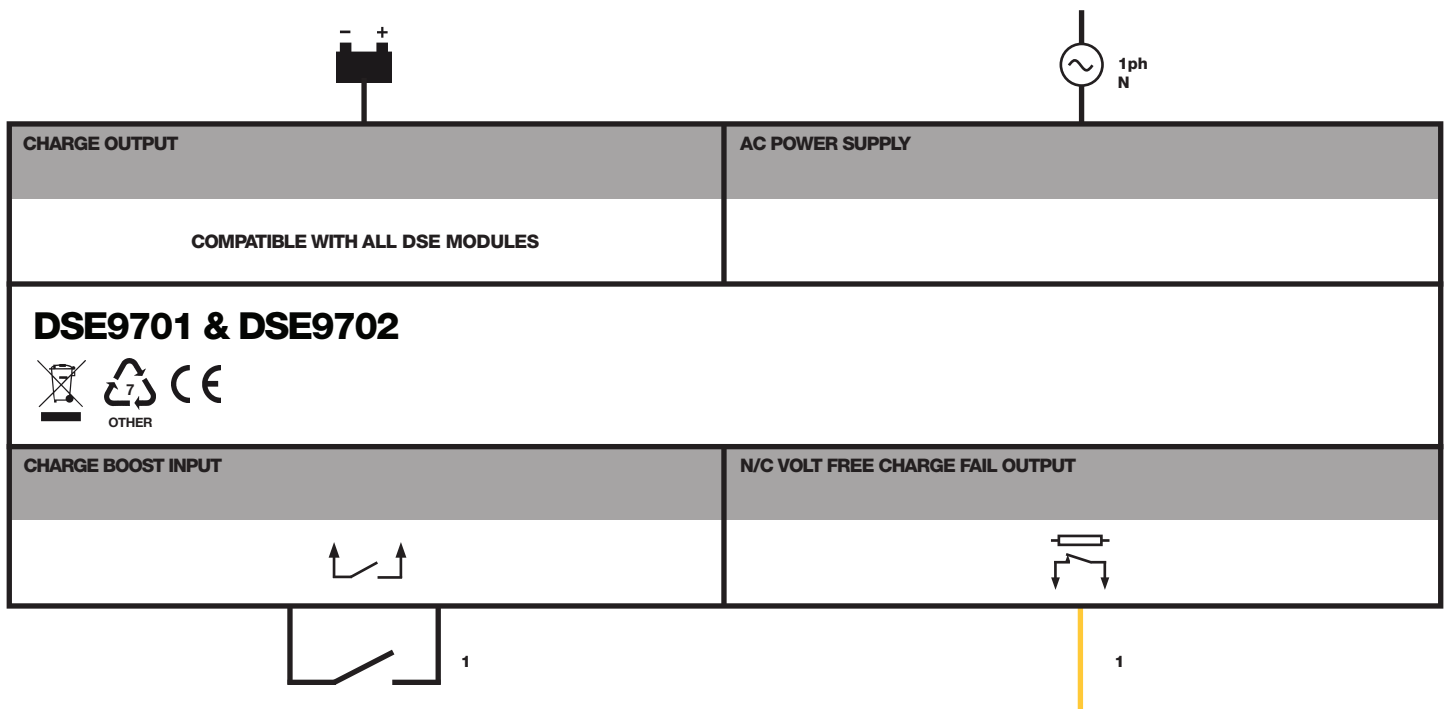 − +
1ph
N
CHARGE OUTPUT
AC POWER SUPPLY
COMPATIBLE WITH ALL DSE MODULES
DSE9701 & DSE9702
7
CE
OTHER
CHARGE BOOST INPUT
N/C VOLT FREE CHARGE FAIL OUTPUT
1
1